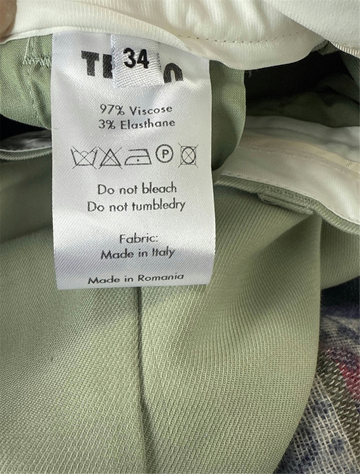 34
97% Viscose
3% Elasthane
P
Do not bleach
Do not tumbledry
Fabric:
Made in Italy
Made in Romania